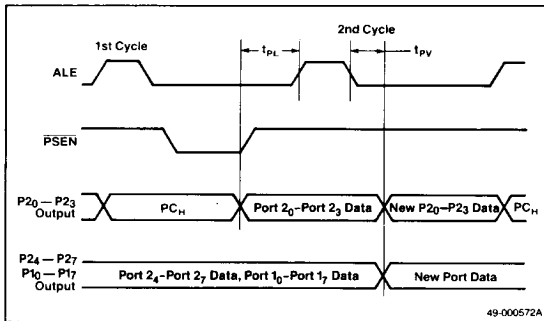 2nd Cycle
1st Cycle
tPL
tPV
ALE
PSEN
P20—P23
Output
PCH
Port 20–Port 23 Data
New P20–P23 Data
PCH
P24—P27
P10—P17
Output
Port 24–Port 27 Data, Port 10–Port 17 Data
New Port Data
49-000572A